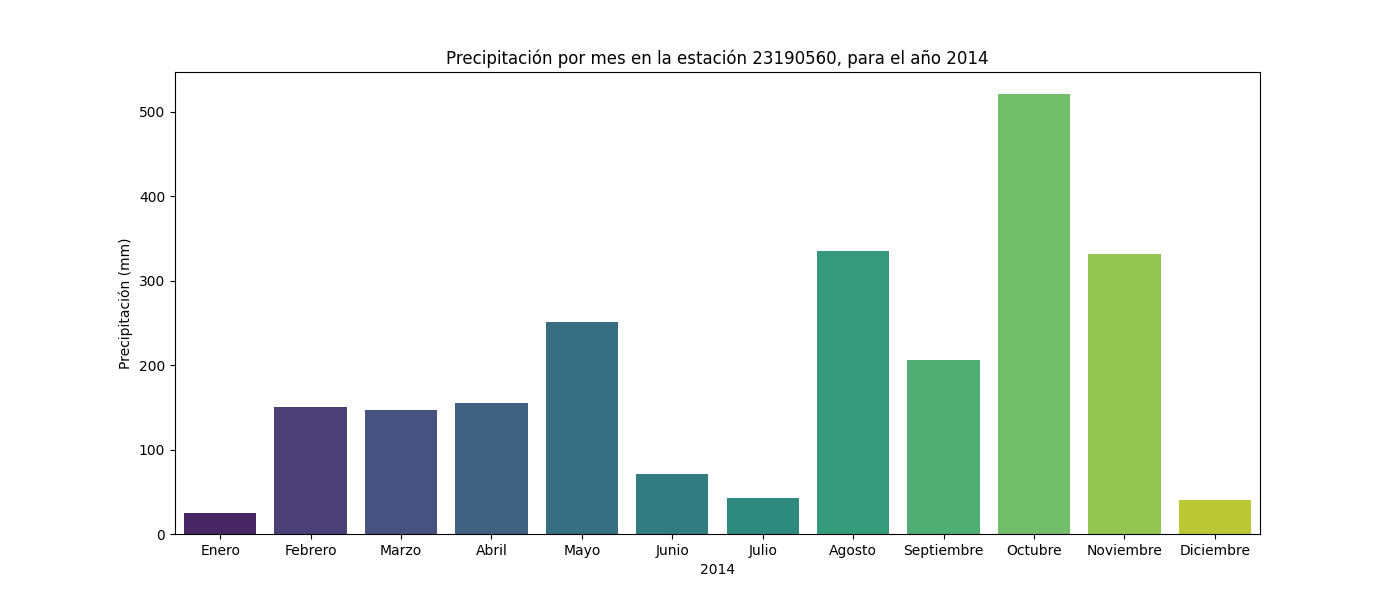 Precipitación por mes en la estación 23190560, para el año 2014
Precipitación (mm)
500
400
300
200
100
0
Enero Febrero Marzo Abril Mayo Junio Julio Agosto Septiembre Octubre Noviembre Diciembre
2014